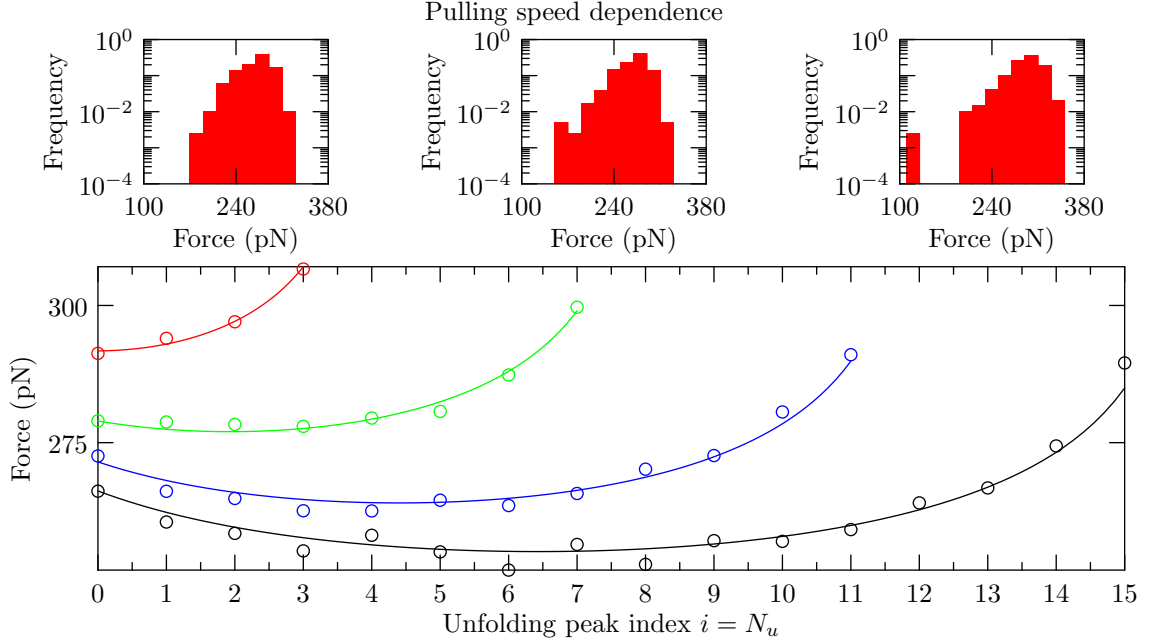 Pulling speed dependence
Frequency
10^0
10^−2
10^−4
100 240 380
Force (pN)
Frequency
10^0
10^−2
10^−4
100 240 380
Force (pN)
Frequency
10^0
10^−2
10^−4
100 240 380
Force (pN)
Force (pN)
300
275
0 1 2 3 4 5 6 7 8 9 10 11 12 13 14 15
Unfolding peak index i = N_u